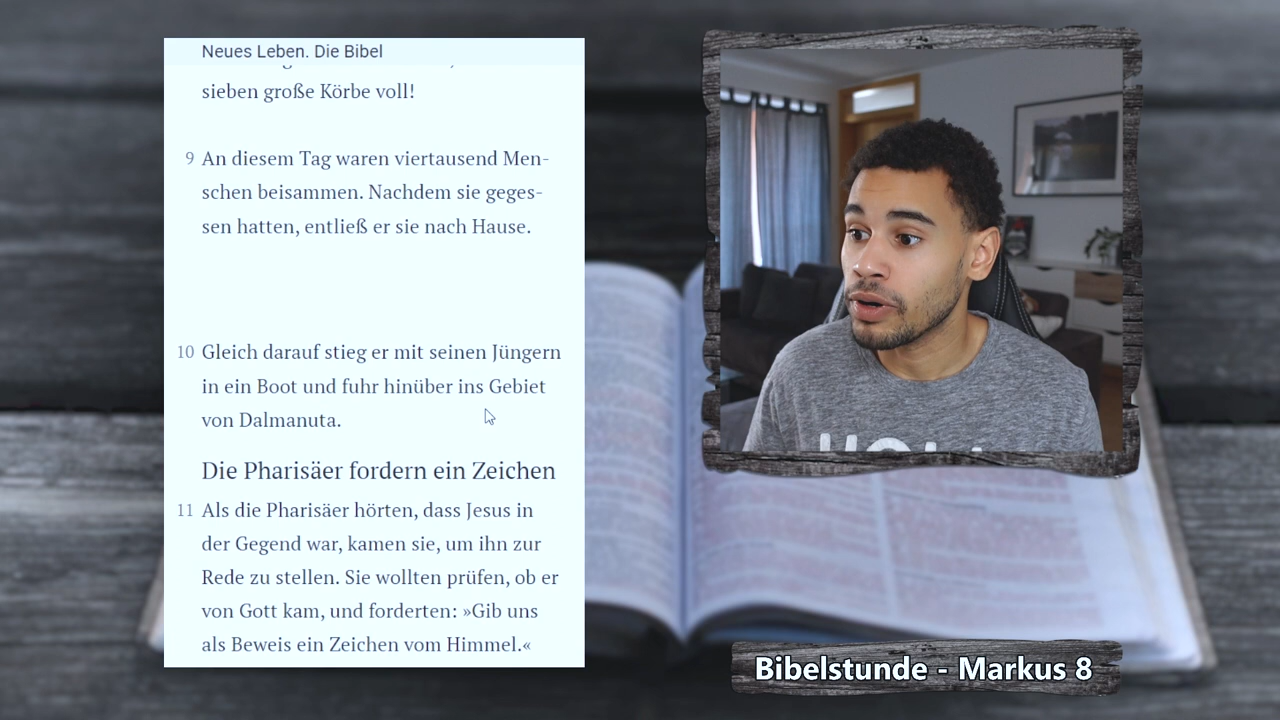 Neues Leben. Die Bibel
sieben große Körbe voll!
9 An diesem Tag waren viertausend Men-
schen beisammen. Nachdem sie geges-
sen hatten, entließ er sie nach Hause.
10 Gleich darauf stieg er mit seinen Jüngern
in ein Boot und fuhr hinüber ins Gebiet
von Dalmanuta.
Die Pharisäer fordern ein Zeichen
11 Als die Pharisäer hörten, dass Jesus in
der Gegend war, kamen sie, um ihn zur
Rede zu stellen. Sie wollten prüfen, ob er
von Gott kam, und forderten: »Gib uns
als Beweis ein Zeichen vom Himmel.«
Bibelstunde - Markus 8